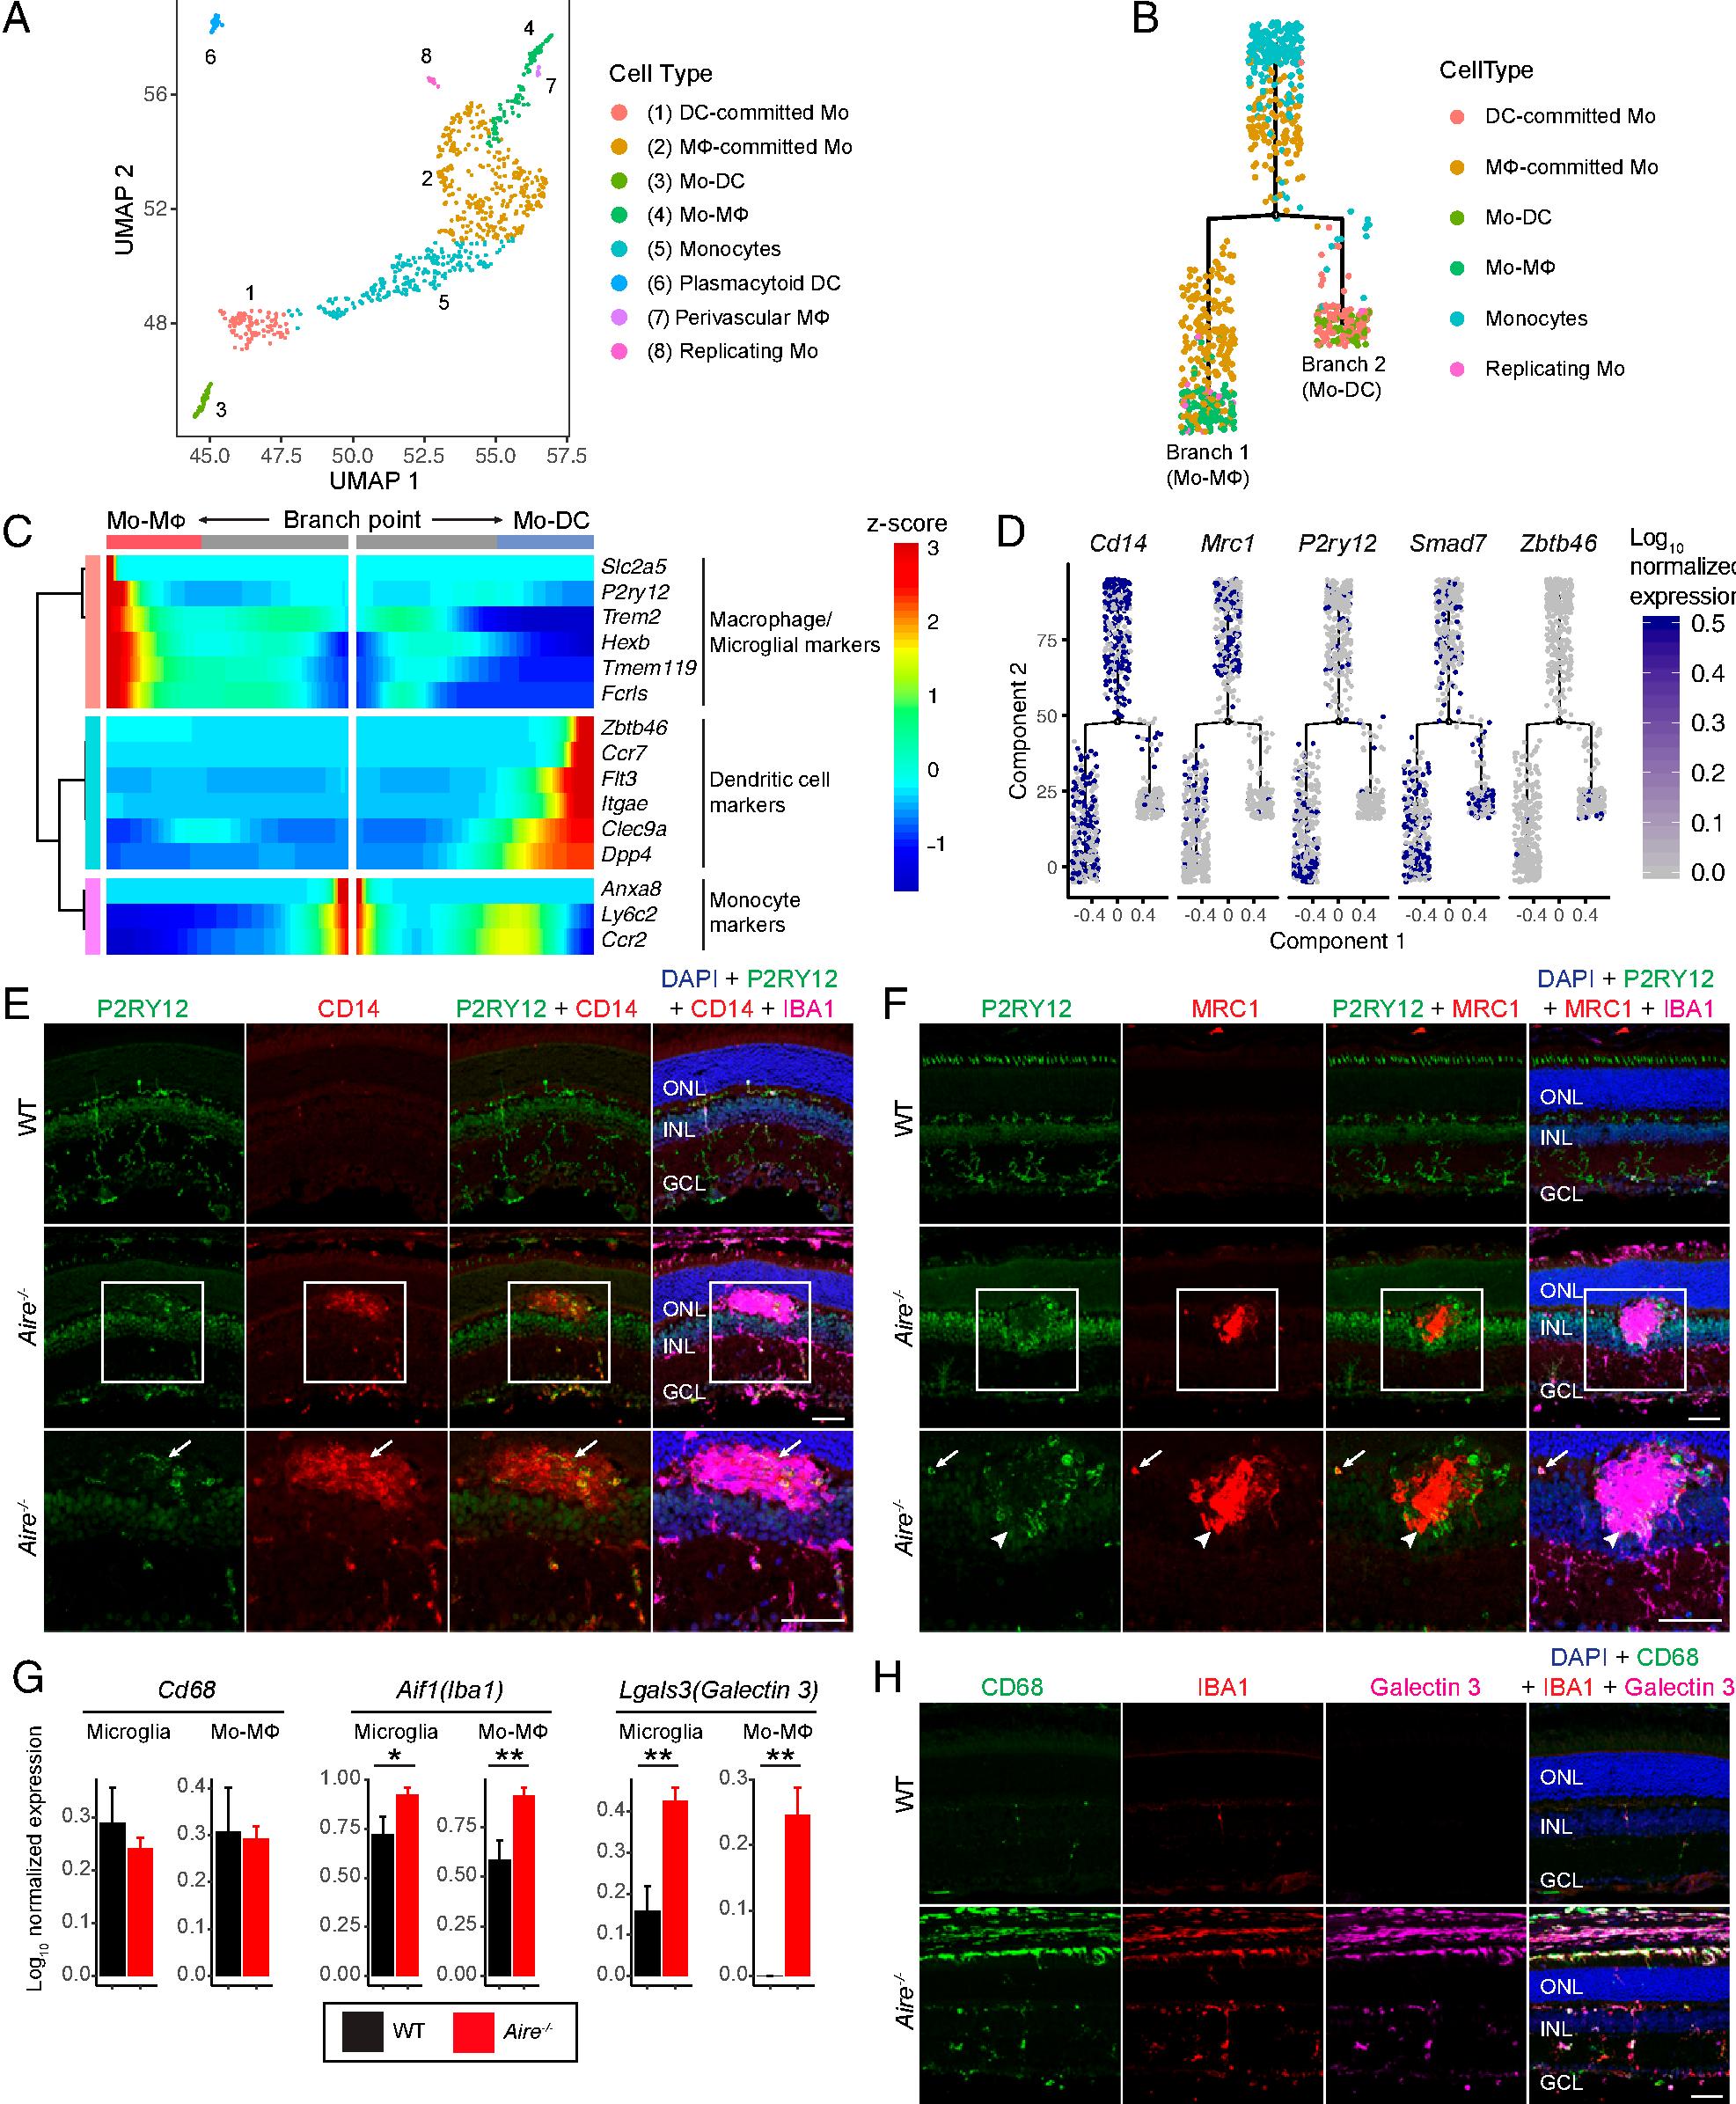 A
56
52
48
UMAP 2
45.0 47.5 50.0 52.5 55.0 57.5
UMAP 1
6
8
4
7
2
1
5
3
Cell Type
(1) DC-committed Mo
(2) MΦ-committed Mo
(3) Mo-DC
(4) Mo-MΦ
(5) Monocytes
(6) Plasmacytoid DC
(7) Perivascular MΦ
(8) Replicating Mo
B
Branch 2
(Mo-DC)
Branch 1
(Mo-MΦ)
CellType
DC-committed Mo
MΦ-committed Mo
Mo-DC
Mo-MΦ
Monocytes
Replicating Mo
C
Mo-MΦ Branch point Mo-DC
Slc2a5
P2ry12
Trem2
Hexb
Tmem119
Fcrls
Macrophage/
Microglial markers
Zbtb46
Ccr7
Flt3
Itgae
Clec9a
Dpp4
Dendritic cell
markers
Anxa8
Ly6c2
Ccr2
Monocyte
markers
z-score
3
2
1
0
-1
D
Cd14 Mrc1 P2ry12 Smad7 Zbtb46
Component 2
75
50
25
0
-0.4 0 0.4 -0.4 0 0.4 -0.4 0 0.4 -0.4 0 0.4 -0.4 0 0.4
Component 1
Log10
normalized
expression
0.5
0.4
0.3
0.2
0.1
0.0
E
P2RY12 CD14 P2RY12 + CD14 DAPI + P2RY12
+ CD14 + IBA1
WT
ONL
INL
GCL
Aire-/-
ONL
INL
GCL
Aire-/-
F
P2RY12 MRC1 P2RY12 + MRC1 DAPI + P2RY12
+ MRC1 + IBA1
WT
ONL
INL
GCL
Aire-/-
ONL
INL
GCL
Aire-/-
G
Log10 normalized expression
Cd68
Microglia Mo-MΦ
0.3
0.2
0.1
0.0
0.4
0.3
0.2
0.1
0.0
Aif1(Iba1)
Microglia Mo-MΦ
* **
1.00
0.75
0.50
0.25
0.00
0.75
0.50
0.25
0.00
Lgals3(Galectin 3)
Microglia Mo-MΦ
** **
0.4
0.3
0.2
0.1
0.0
0.3
0.2
0.1
0.0
WT Aire-/-
H
CD68 IBA1 Galectin 3 DAPI + CD68
+ IBA1 + Galectin 3
WT
ONL
INL
GCL
Aire-/-
ONL
INL
GCL